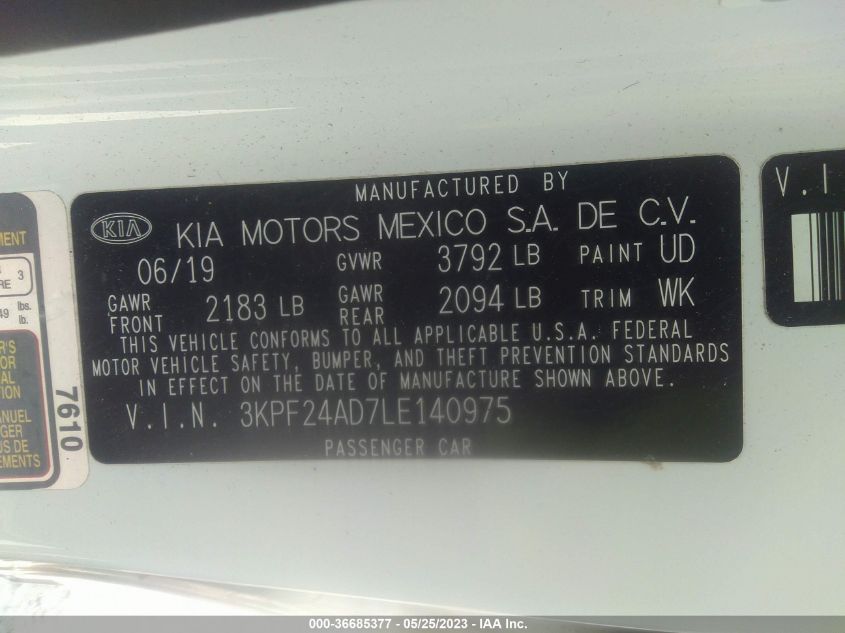 MANUFACTURED BY
KIA KIA MOTORS MEXICO S.A. DE C.V.
06/19 GVWR 3792 LB PAINT UD
GAWR FRONT 2183 LB GAWR REAR 2094 LB TRIM WK
THIS VEHICLE CONFORMS TO ALL APPLICABLE U.S.A. FEDERAL
MOTOR VEHICLE SAFETY, BUMPER, AND THEFT PREVENTION STANDARDS
IN EFFECT ON THE DATE OF MANUFACTURE SHOWN ABOVE.
V.I.N. 3KPF24AD7LE140975
PASSENGER CAR
7610
3
lbs.
lb.
V.I
000-36685377 - 05/25/2023 - IAA Inc.